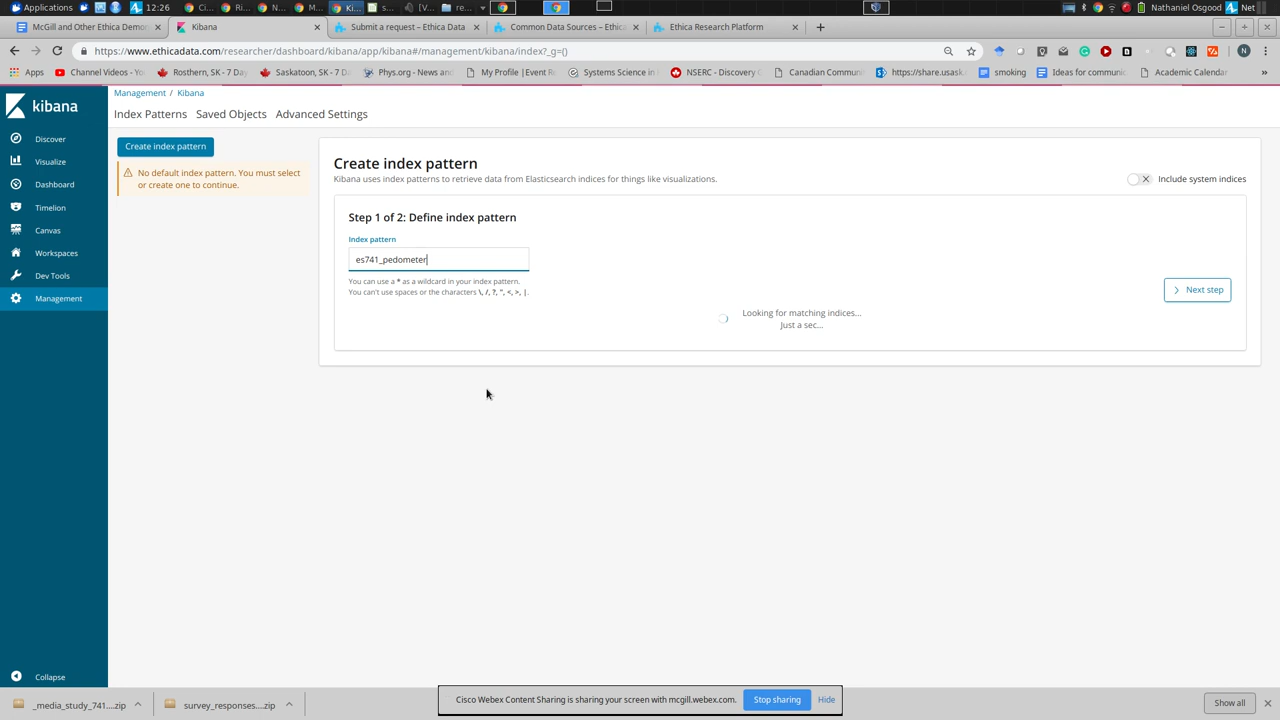 Applications
12:26
Cl
Ri
N
M
Ki
s
[V...
re...
Nathaniel Osgood
Net
McGill and Other Ethica Demon
Kibana
Submit a request – Ethica Data
Common Data Sources – Ethica
Ethica Research Platform
https://www.ethicadata.com/researcher/dashboard/kibana/app/kibana#/management/kibana/index?_g=()
Apps
Channel Videos - Yo
Rosthern, SK - 7 Day
Saskatoon, SK - 7 D
Phys.org - News and
My Profile | Event R
Systems Science in
NSERC - Discovery
Canadian Communi
https://share.usask.
smoking
Ideas for communic
Academic Calendar
»
kibana
Management / Kibana
Index Patterns Saved Objects Advanced Settings
Discover
Visualize
Dashboard
Timelion
Canvas
Workspaces
Dev Tools
Management
Collapse
Create index pattern
No default index pattern. You must select
or create one to continue.
Create index pattern
Kibana uses index patterns to retrieve data from Elasticsearch indices for things like visualizations.
Include system indices
Step 1 of 2: Define index pattern
Index pattern
es741_pedometer
You can use a * as a wildcard in your index pattern.
You can't use spaces or the characters \, /, ?, ", <, >, |.
Next step
Looking for matching indices...
Just a sec...
survey_responses....zip
Cisco Webex Content Sharing is sharing your screen with mcgill.webex.com.
Stop sharing
Hide
Show all